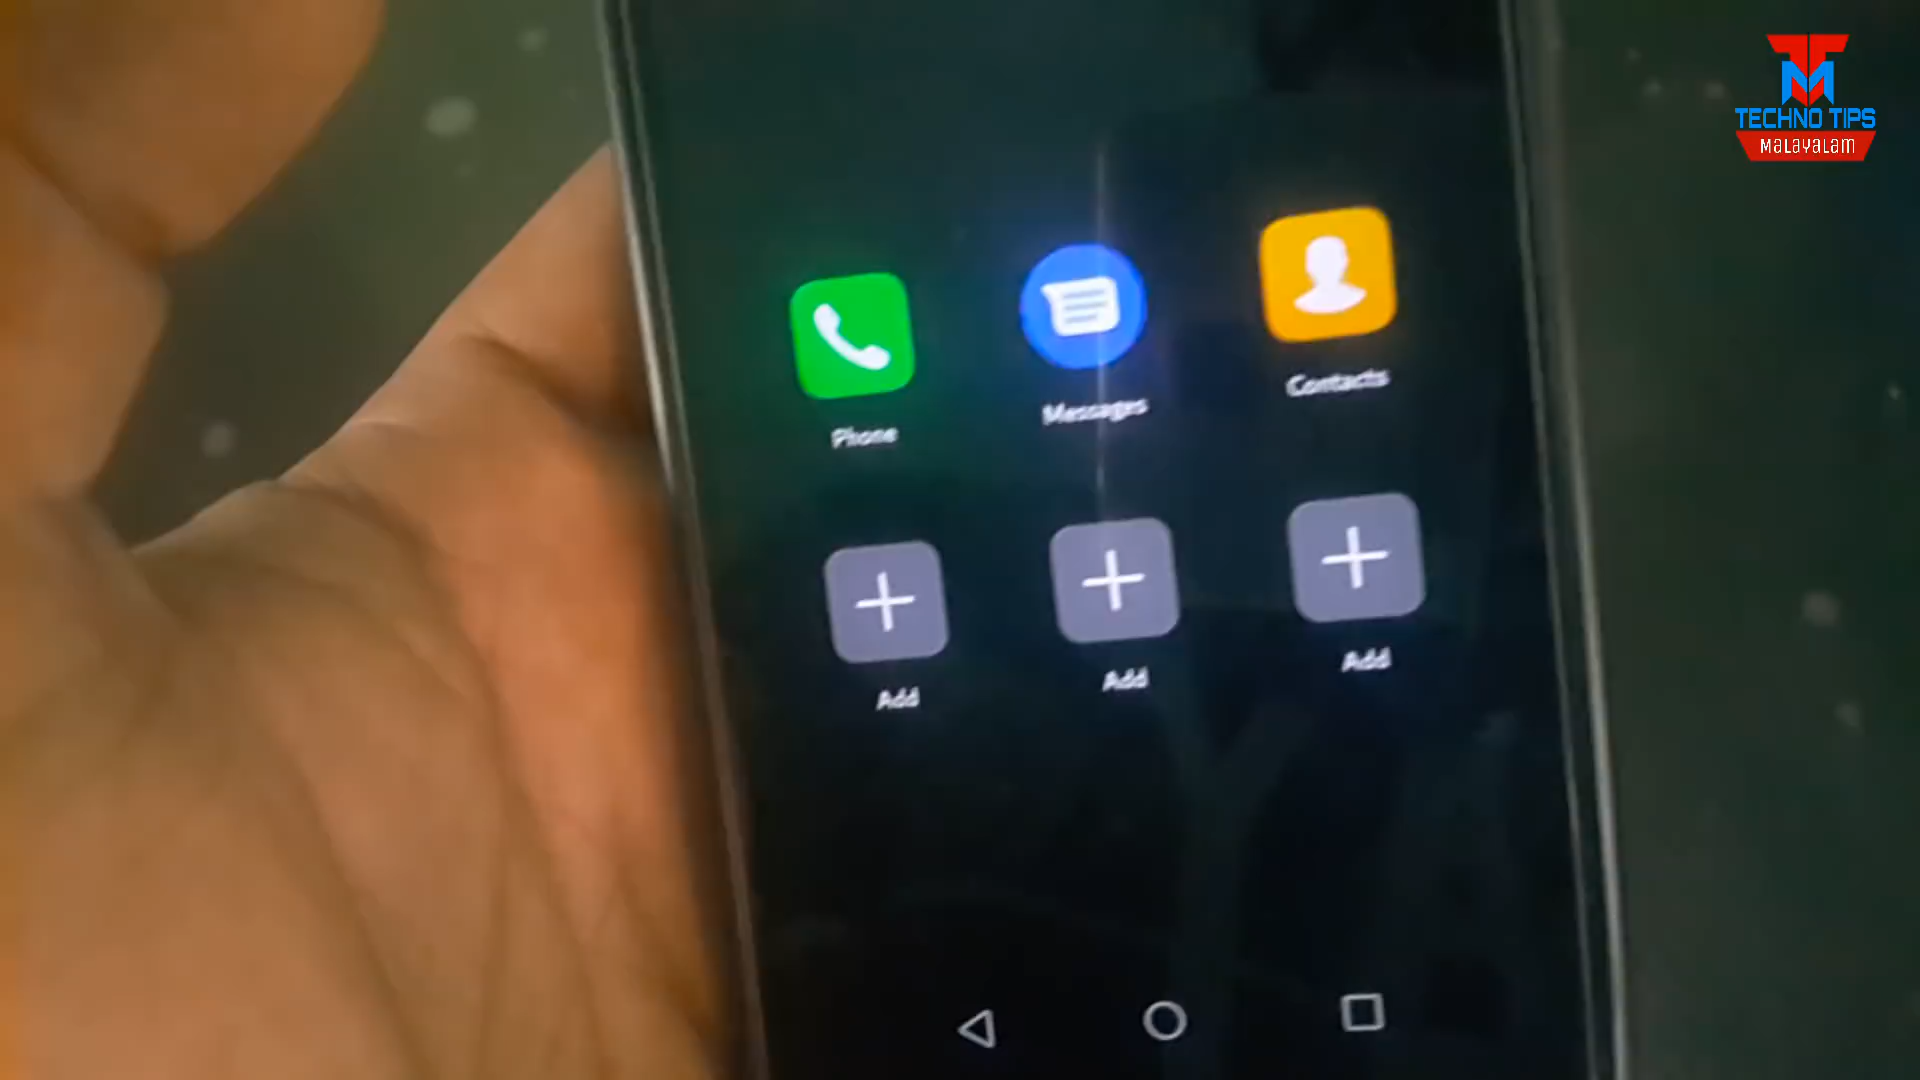 TECHNO TIPS
MALAYALAM
Phone
Messages
Contacts
Add
Add
Add